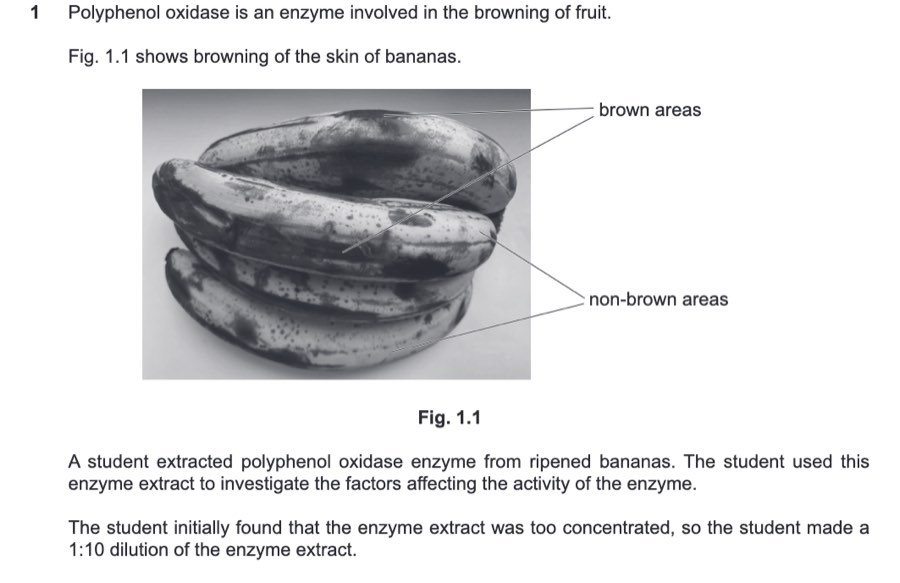 1 Polyphenol oxidase is an enzyme involved in the browning of fruit.
Fig. 1.1 shows browning of the skin of bananas.
brown areas
non-brown areas
Fig. 1.1
A student extracted polyphenol oxidase enzyme from ripened bananas. The student used this
enzyme extract to investigate the factors affecting the activity of the enzyme.
The student initially found that the enzyme extract was too concentrated, so the student made a
1:10 dilution of the enzyme extract.